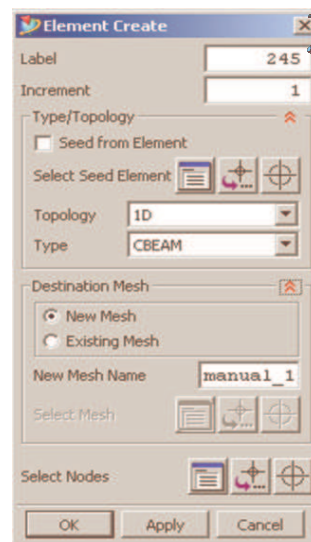 Element Create
Label 245
Increment 1
Type/Topology
Seed from Element
Select Seed Element
Topology 1D
Type CBEAM
Destination Mesh
New Mesh
Existing Mesh
New Mesh Name manual_1
Select Mesh
Select Nodes
OK Apply Cancel